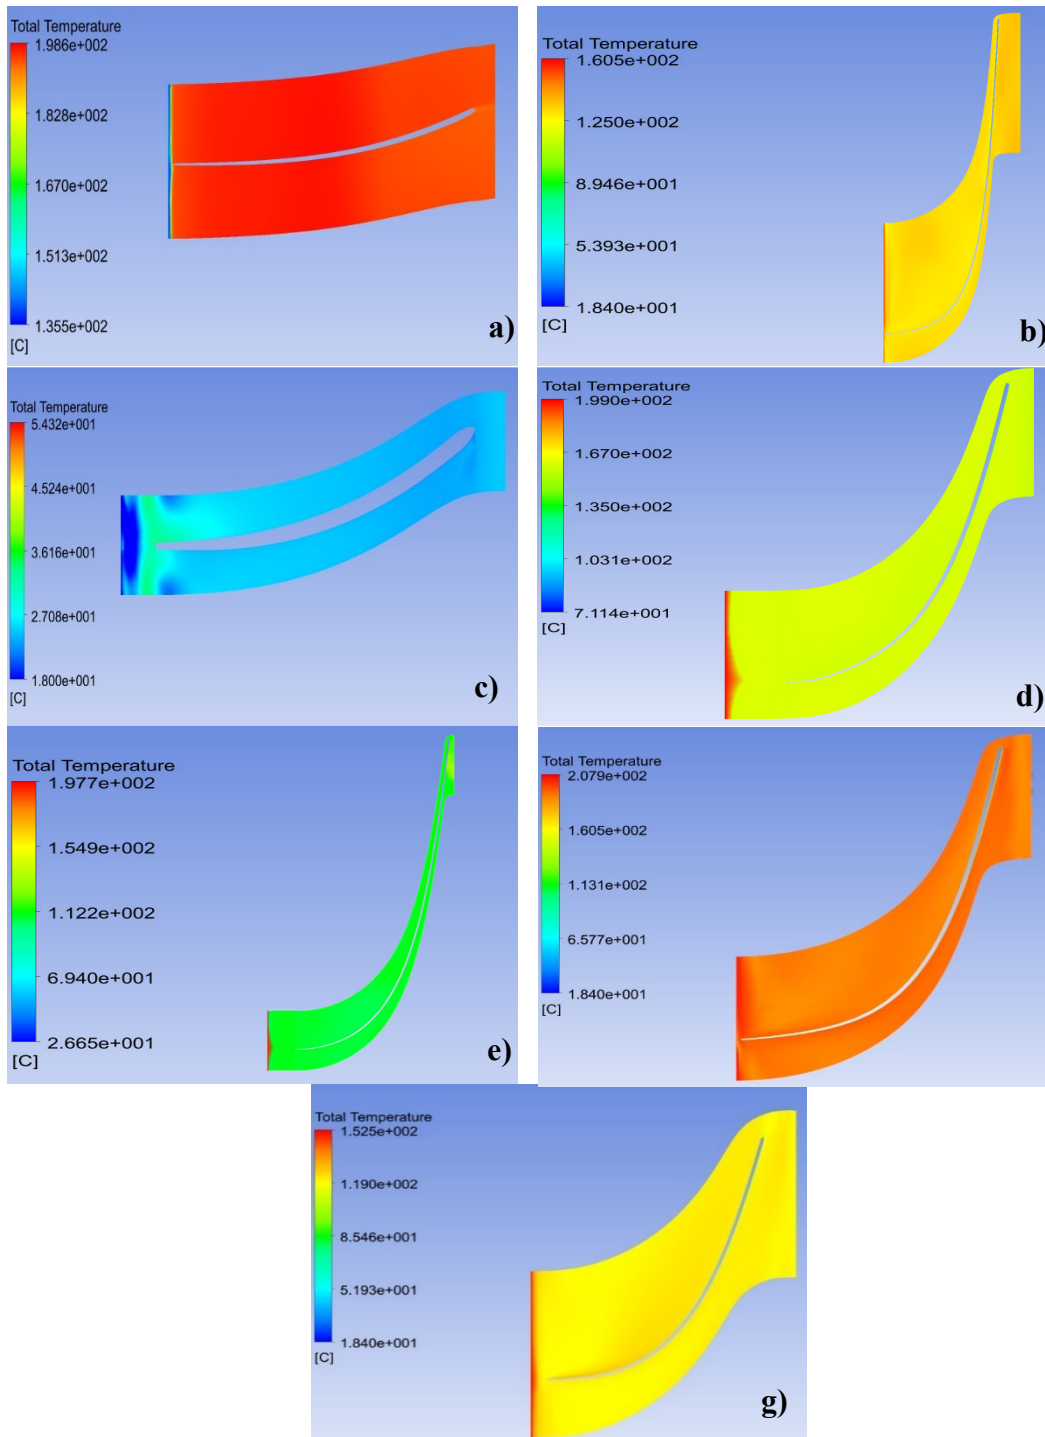 Total Temperature
1.986e+002
1.828e+002
1.670e+002
1.513e+002
1.355e+002
[C]
a)
Total Temperature
1.605e+002
1.250e+002
8.946e+001
5.393e+001
1.840e+001
[C]
b)
Total Temperature
5.432e+001
4.524e+001
3.616e+001
2.708e+001
1.800e+001
[C]
c)
Total Temperature
1.990e+002
1.670e+002
1.350e+002
1.031e+002
7.114e+001
[C]
d)
Total Temperature
1.977e+002
1.549e+002
1.122e+002
6.940e+001
2.665e+001
[C]
e)
Total Temperature
2.079e+002
1.605e+002
1.131e+002
6.577e+001
1.840e+001
[C]
Total Temperature
1.525e+002
1.190e+002
8.546e+001
5.193e+001
1.840e+001
[C]
g)